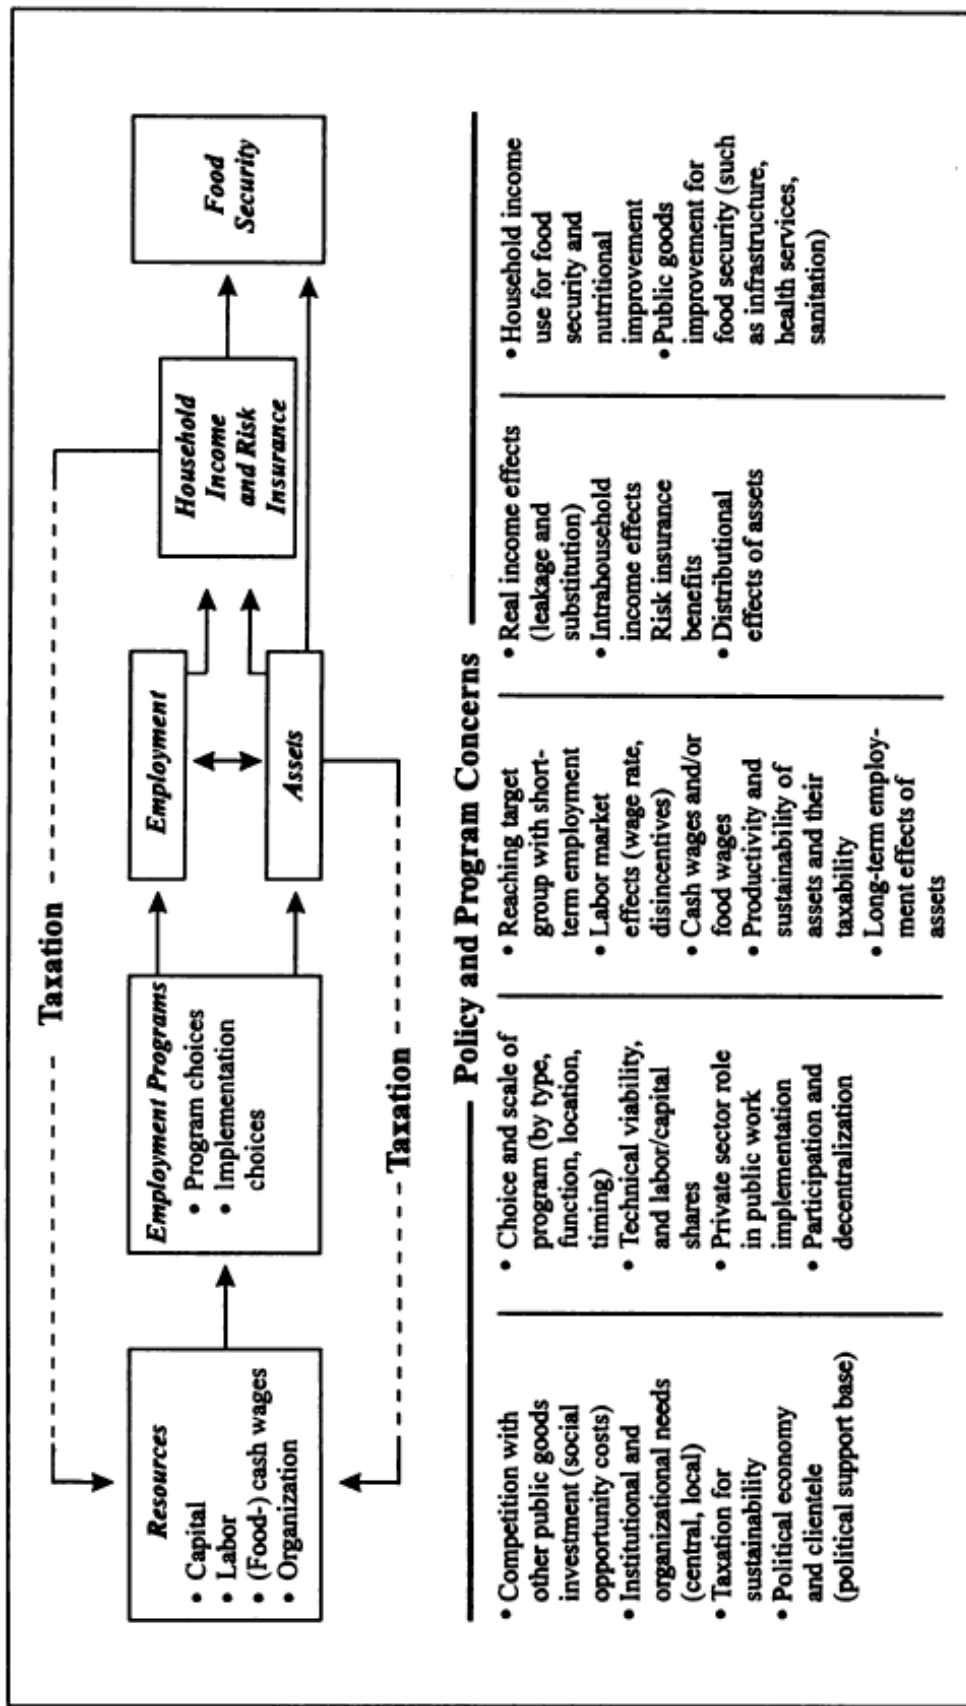 Taxation
Resources
• Capital
• Labor
• (Food-) cash wages
• Organization
Employment Programs
• Program choices
• Implementation
choices
Employment
Assets
Household
Income
and Risk
Insurance
Food
Security
Taxation
Policy and Program Concerns
• Competition with
other public goods
investment (social
opportunity costs)
• Institutional and
organizational needs
(central, local)
• Taxation for
sustainability
• Political economy
and clientele
(political support base)
• Choice and scale of
program (by type,
function, location,
timing)
• Technical viability,
and labor/capital
shares
• Private sector role
in public work
implementation
• Participation and
decentralization
• Reaching target
group with short-
term employment
• Labor market
effects (wage rate,
disincentives)
• Cash wages and/or
food wages
• Productivity and
sustainability of
assets and their
taxability
• Long-term employ-
ment effects of
assets
• Real income effects
(leakage and
substitution)
• Intrahousehold
income effects
Risk insurance
benefits
• Distributional
effects of assets
• Household income
use for food
security and
nutritional
improvement
• Public goods
improvement for
food security (such
as infrastructure,
health services,
sanitation)